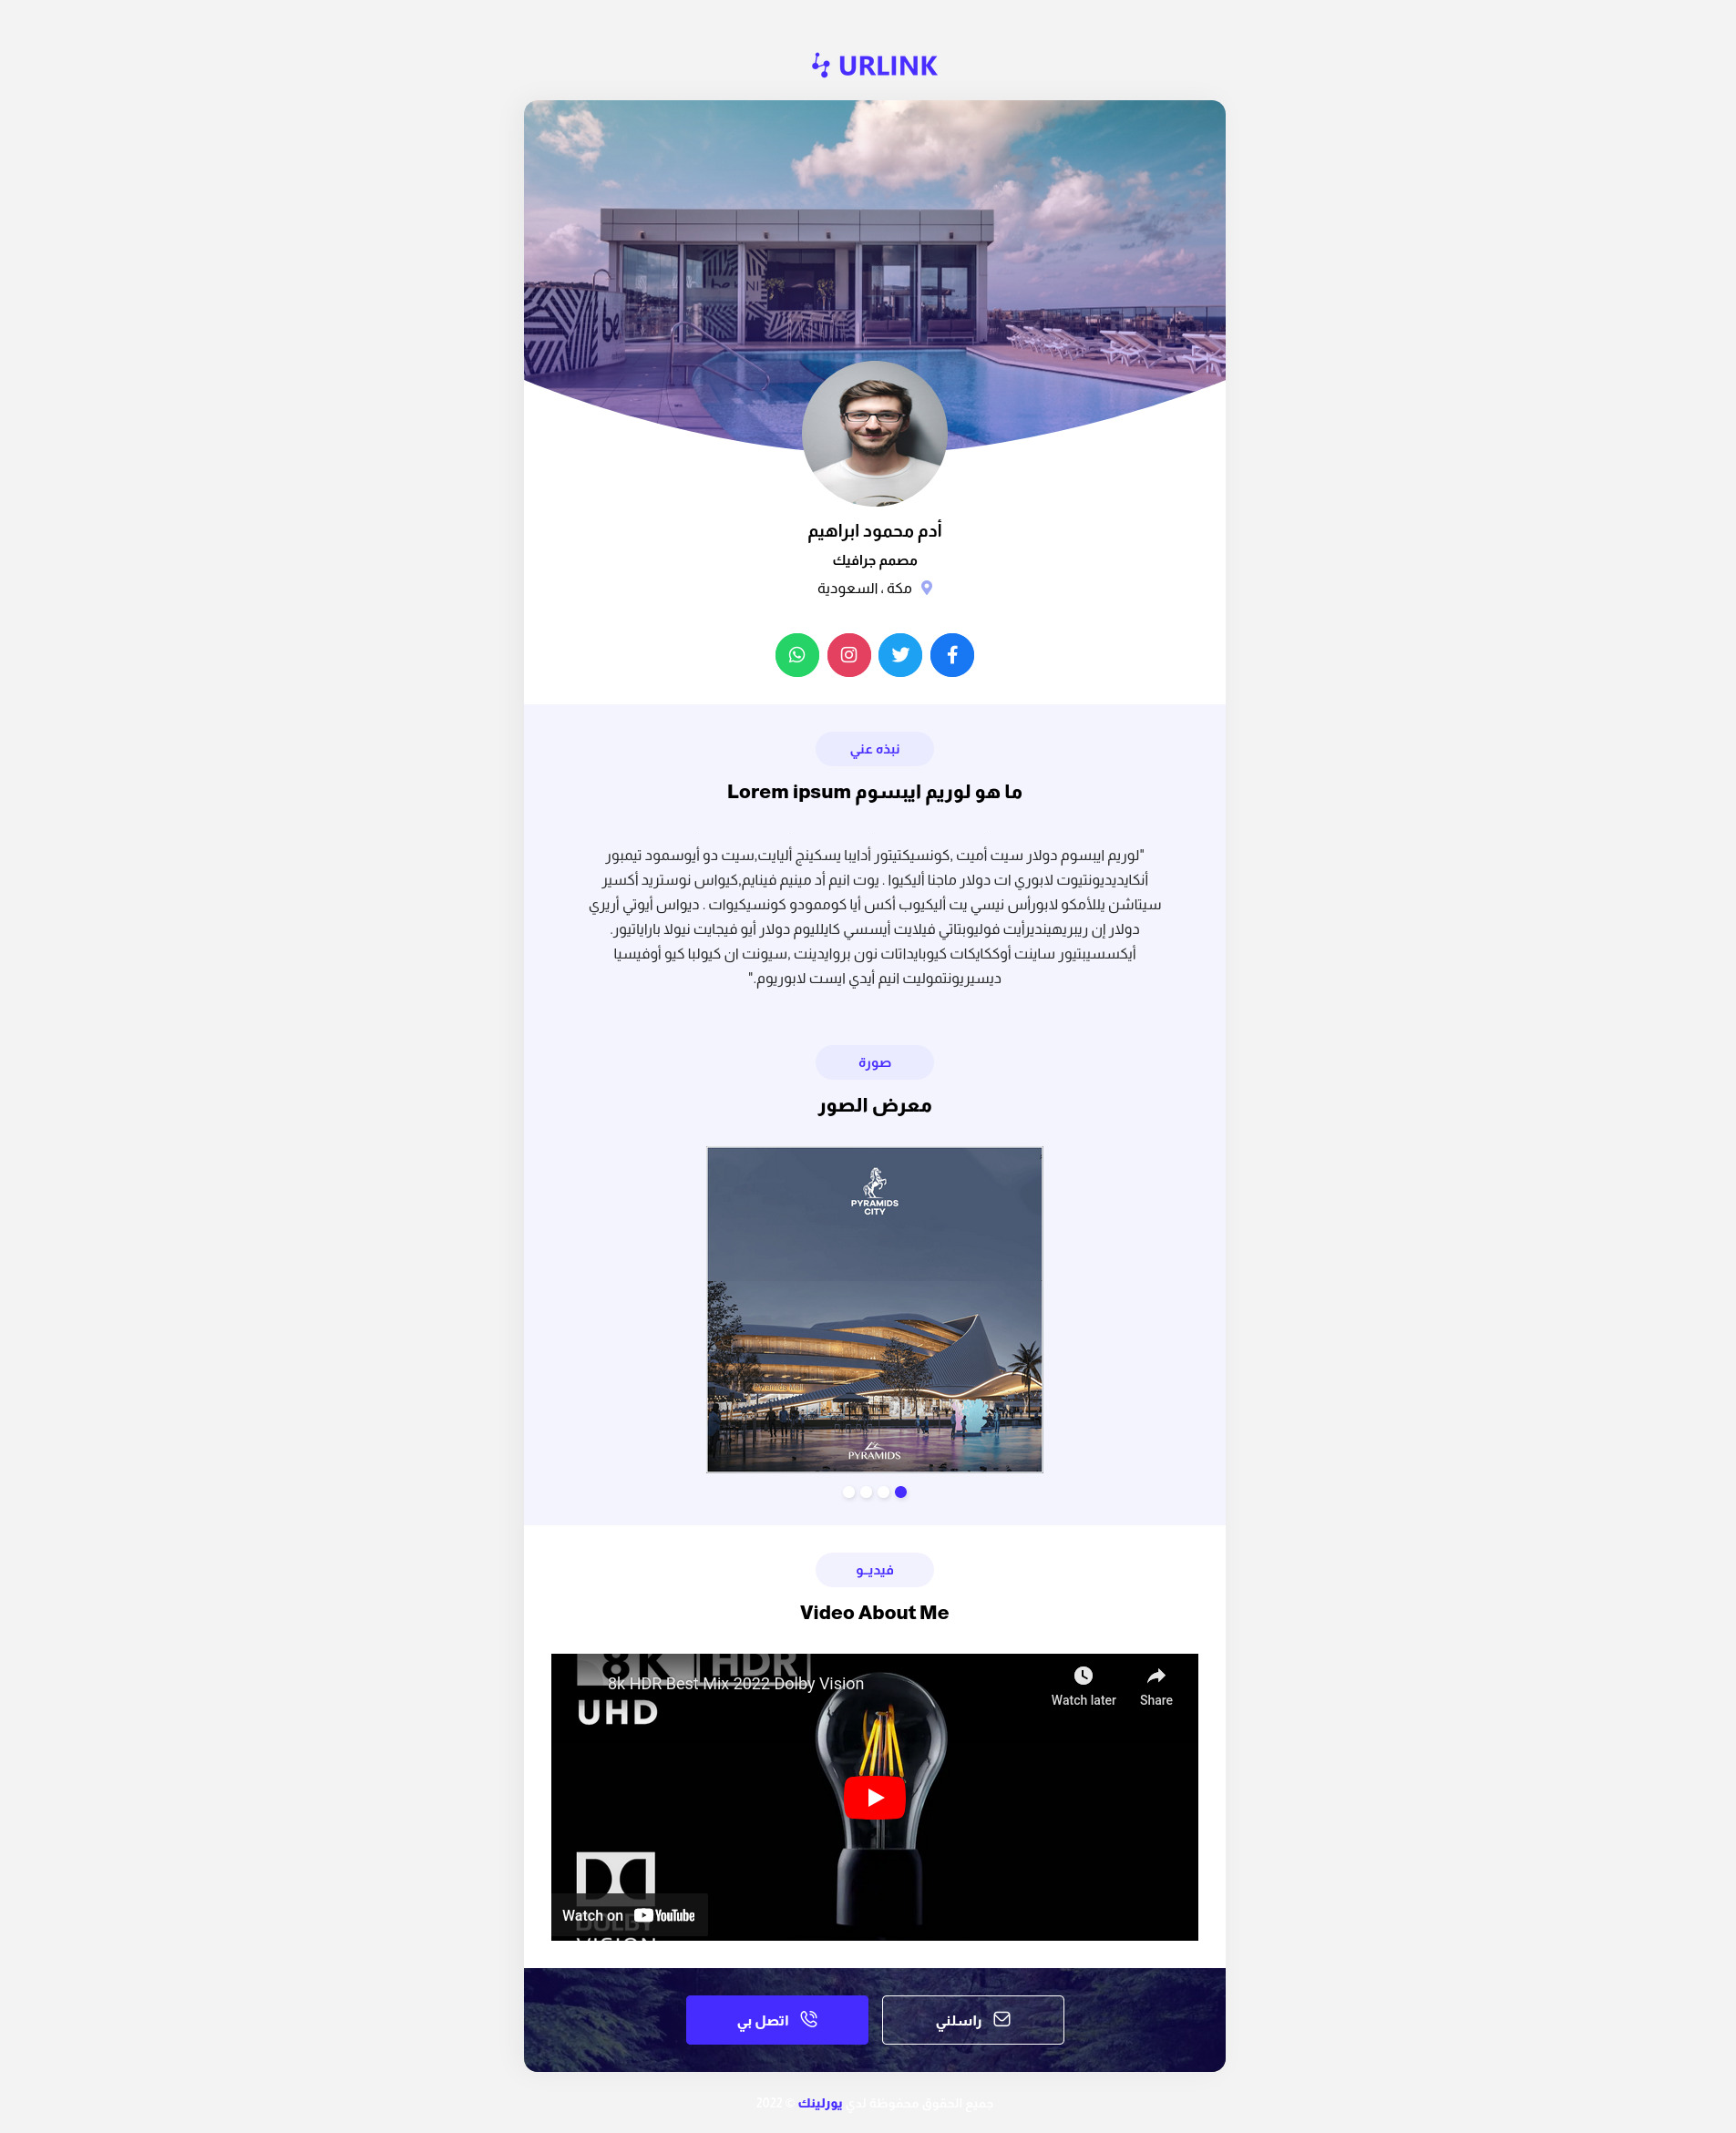 URLINK
be
أدم محمود ابراهيم
مصمم جرافيك
مكة ، السعودية
نبذه عني
ما هو لوريم ايبسوم Lorem ipsum
"لوريم ايبسوم دولار سيت أميت ,كونسيكتيتور أدايبا يسكينج أليايت,سيت دو أيوسمود تيمبور
أنكايديديونتيوت لابوري ات دولار ماجنا أليكيوا . يوت انيم أد مينيم فينايم,كيواس نوستريد أكسير
سيتاشن يللأمكو لابورأس نيسي يت أليكيوب أكس أيا كوممودو كونسيكيوات . ديواس أيوتي أريري
دولار إن ريبريهينديرأيت فوليوبتاتي فيلايت أيسسي كايلليوم دولار أيو فيجايت نيولا باراياتيور.
أيكسسيبتيور ساينت أوككايكات كيوبايداتات نون بروايدينت ,سيونت ان كيولبا كيو أوفيسيا
ديسيريونتموليت انيم أيدي ايست لابوريوم."
صورة
معرض الصور
PYRAMIDS
CITY
PYRAMIDS
فيديــو
Video About Me
8K HDR
8k HDR Best Mix 2022 Dolby Vision
Watch later
Share
UHD
Watch on YouTube
DOLBY
VISION
راسلني
اتصل بي
جميع الحقوق محفوظة لدي يورلينك © 2022